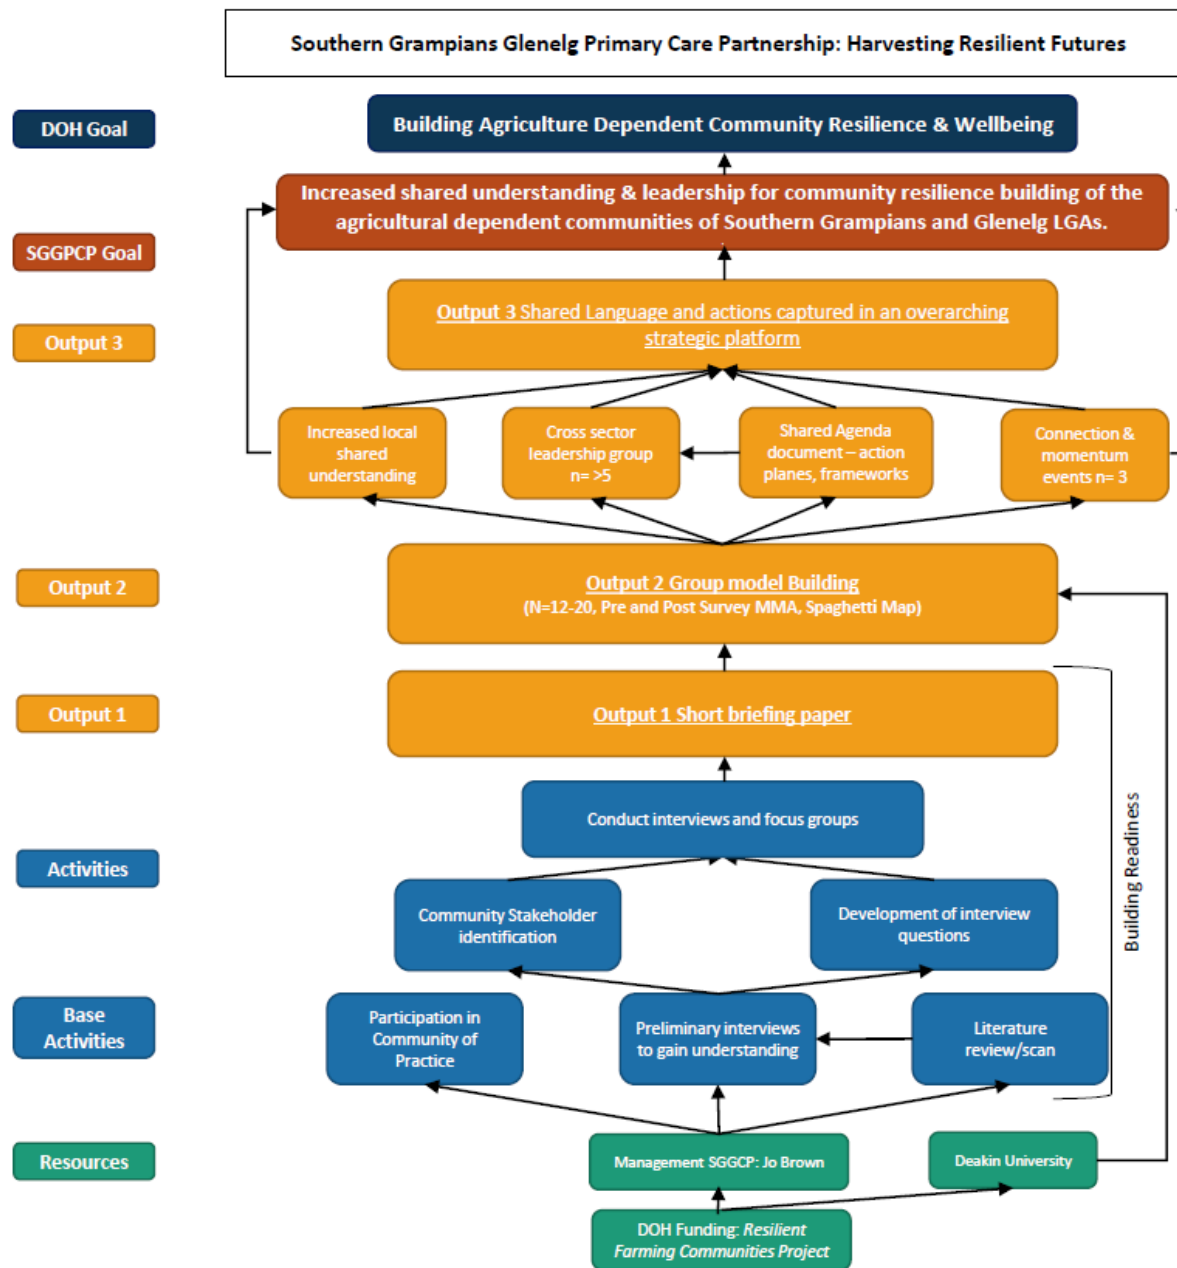 Southern Grampians Glenelg Primary Care Partnership: Harvesting Resilient Futures
DOH Goal
Building Agriculture Dependent Community Resilience & Wellbeing
Increased shared understanding & leadership for community resilience building of the
agricultural dependent communities of Southern Grampians and Glenelg LGAs.
SGGPCP Goal
Output 3 Shared Language and actions captured in an overarching
strategic platform
Output 3
Increased local
shared
understanding
Cross sector
leadership group
n= >5
Shared Agenda
document – action
planes, frameworks
Connection &
momentum
events n= 3
Output 2
Output 2 Group model Building
(N=12-20, Pre and Post Survey MMA, Spaghetti Map)
Output 1
Output 1 Short briefing paper
Building Readiness
Conduct interviews and focus groups
Activities
Community Stakeholder
identification
Development of interview
questions
Base
Activities
Participation in
Community of
Practice
Preliminary interviews
to gain understanding
Literature
review/scan
Resources
Management SGGCP: Jo Brown
Deakin University
DOH Funding: Resilient
Farming Communities Project